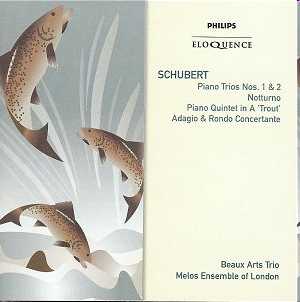 PHILIPS
ELOQUENCE
SCHUBERT
Piano Trios Nos. 1 & 2
Notturno
Piano Quintet in A 'Trout'
Adagio & Rondo Concertante
Beaux Arts Trio
Melos Ensemble of London